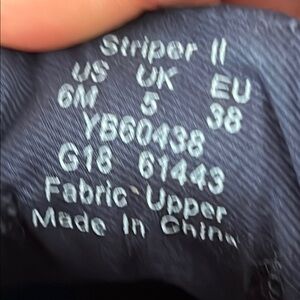 Striper II
US UK EU
6M 5 38
YB60438
G18 61443
Fabric Upper
Made In China